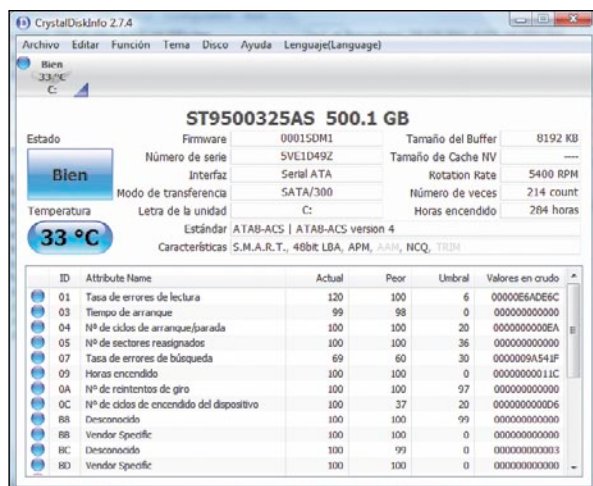 CrystalDiskInfo 2.7.4
Archivo Editar Función Tema Disco Ayuda Lenguaje(Language)
Bien
33 °C
C:
ST9500325AS 500.1 GB
Estado
Bien
Temperatura
33 °C
Firmware 0001SDM1 Tamaño del Buffer 8192 KB
Número de serie 5VE1D49Z Tamaño de Cache NV ----
Interfaz Serial ATA Rotation Rate 5400 RPM
Modo de transferencia SATA/300 Número de veces 214 count
Letra de la unidad C: Horas encendido 284 horas
Estándar ATA8-ACS | ATA8-ACS version 4
Características S.M.A.R.T., 48bit LBA, APM, AAM, NCQ, TRIM
ID Attribute Name Actual Peor Umbral Valores en crudo
01 Tasa de errores de lectura 120 100 6 00000E6ADE6C
03 Tiempo de arranque 99 98 0 000000000000
04 Nº de ciclos de arranque/parada 100 100 20 0000000000EA
05 Nº de sectores reasignados 100 100 36 000000000000
07 Tasa de errores de búsqueda 69 60 30 0000009A541F
09 Horas encendido 100 100 0 00000000011C
0A Nº de reintentos de giro 100 100 97 000000000000
0C Nº de ciclos de encendido del dispositivo 100 37 20 0000000000D6
B8 Desconocido 100 100 99 000000000000
BB Vendor Specific 100 100 0 000000000000
BC Desconocido 100 99 0 000000000003
BD Vendor Specific 100 100 0 000000000000